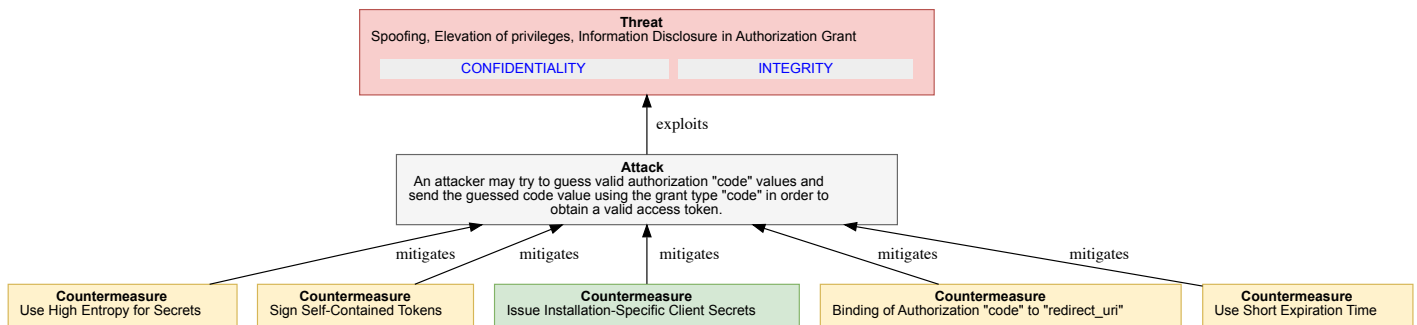 Threat
Spoofing, Elevation of privileges, Information Disclosure in Authorization Grant
CONFIDENTIALITY
INTEGRITY
exploits
Attack
An attacker may try to guess valid authorization "code" values and
send the guessed code value using the grant type "code" in order to
obtain a valid access token.
mitigates
mitigates
mitigates
mitigates
mitigates
Countermeasure
Use High Entropy for Secrets
Countermeasure
Sign Self-Contained Tokens
Countermeasure
Issue Installation-Specific Client Secrets
Countermeasure
Binding of Authorization "code" to "redirect_uri"
Countermeasure
Use Short Expiration Time